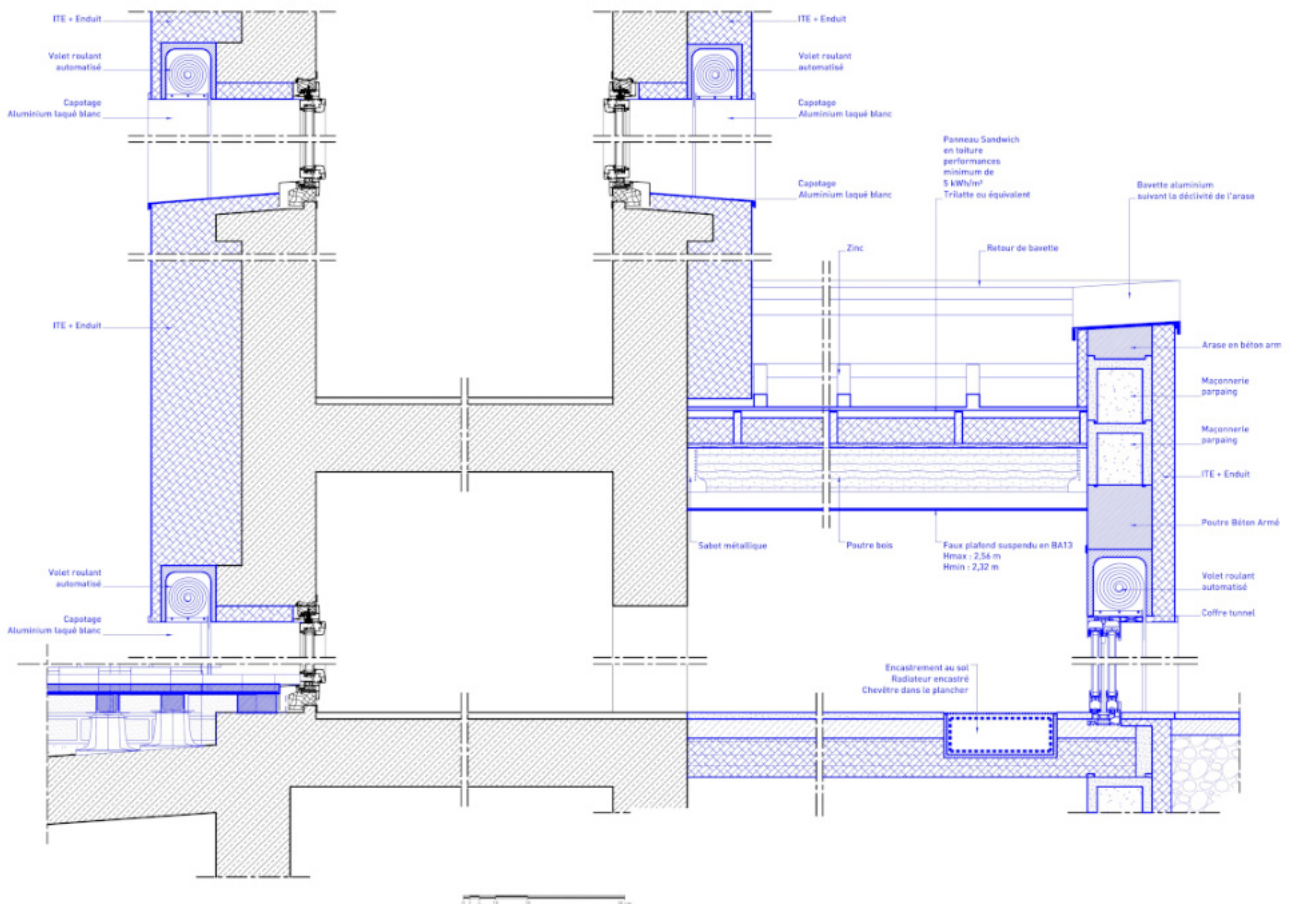 ITE + Enduit
Volet roulant
automatisé
Capotage
Aluminium laqué blanc
ITE + Enduit
Volet roulant
automatisé
Capotage
Aluminium laqué blanc
ITE + Enduit
Volet roulant
automatisé
Capotage
Aluminium laqué blanc
Capotage
Aluminium laqué blanc
Panneau Sandwich
en toiture
performances
minimum de
5 kWh/m²
Trilatte ou équivalent
Bavette aluminium
suivant la déclivité de l'arase
Zinc
Retour de bavette
Arase en béton arm
Maçonnerie
parpaing
Maçonnerie
parpaing
ITE + Enduit
Poutre Béton Armé
Volet roulant
automatisé
Coffre tunnel
Sabot métallique
Poutre bois
Faux plafond suspendu en BA13
Hmax : 2,56 m
Hmin : 2,32 m
Encastrement au sol
Radiateur encastré
Chevêtre dans le plancher